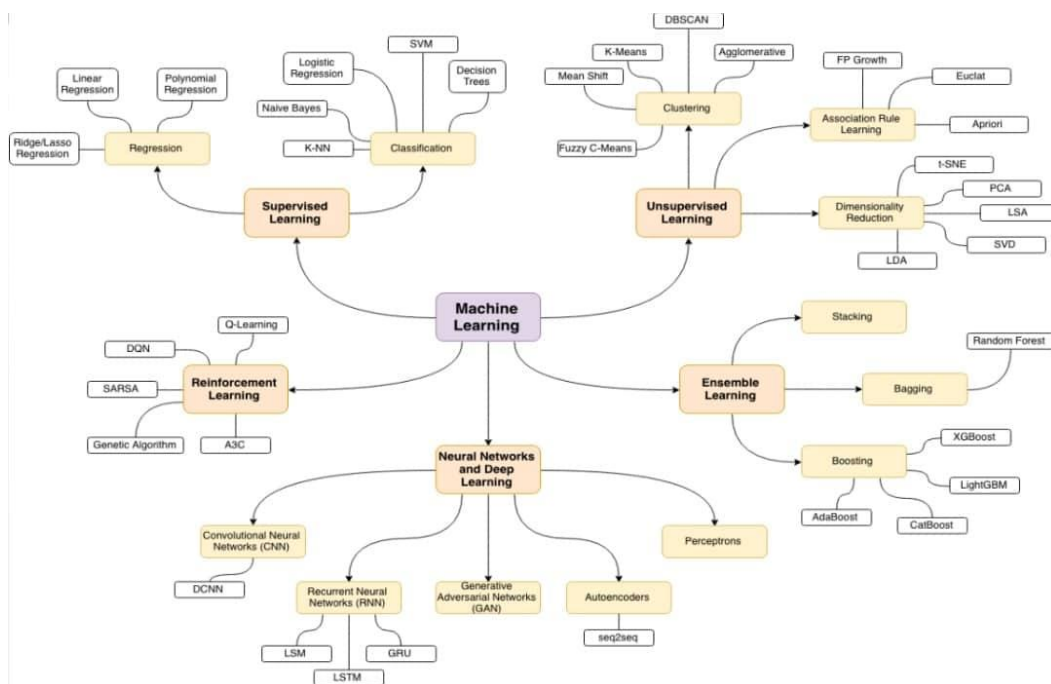 DBSCAN
SVM
K-Means
Agglomerative
Logistic
Regression
FP Growth
Linear
Regression
Polynomial
Regression
Decision
Trees
Mean Shift
Euclat
Clustering
Naive Bayes
Association Rule
Learning
Apriori
Ridge/Lasso
Regression
Regression
K-NN
Classification
Fuzzy C-Means
t-SNE
PCA
Supervised
Learning
Unsupervised
Learning
Dimensionality
Reduction
LSA
SVD
LDA
Machine
Learning
Stacking
Q-Learning
Random Forest
DQN
SARSA
Reinforcement
Learning
Ensemble
Learning
Bagging
Genetic Algorithm
A3C
XGBoost
Neural Networks
and Deep
Learning
Boosting
LightGBM
AdaBoost
CatBoost
Convolutional Neural
Networks (CNN)
Perceptrons
DCNN
Recurrent Neural
Networks (RNN)
Generative
Adversarial Networks
(GAN)
Autoencoders
seq2seq
LSM
GRU
LSTM